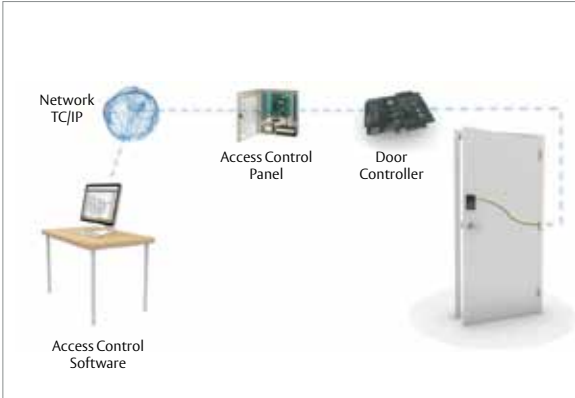 Network
TC/IP
Access Control
Panel
Door
Controller
Access Control
Software